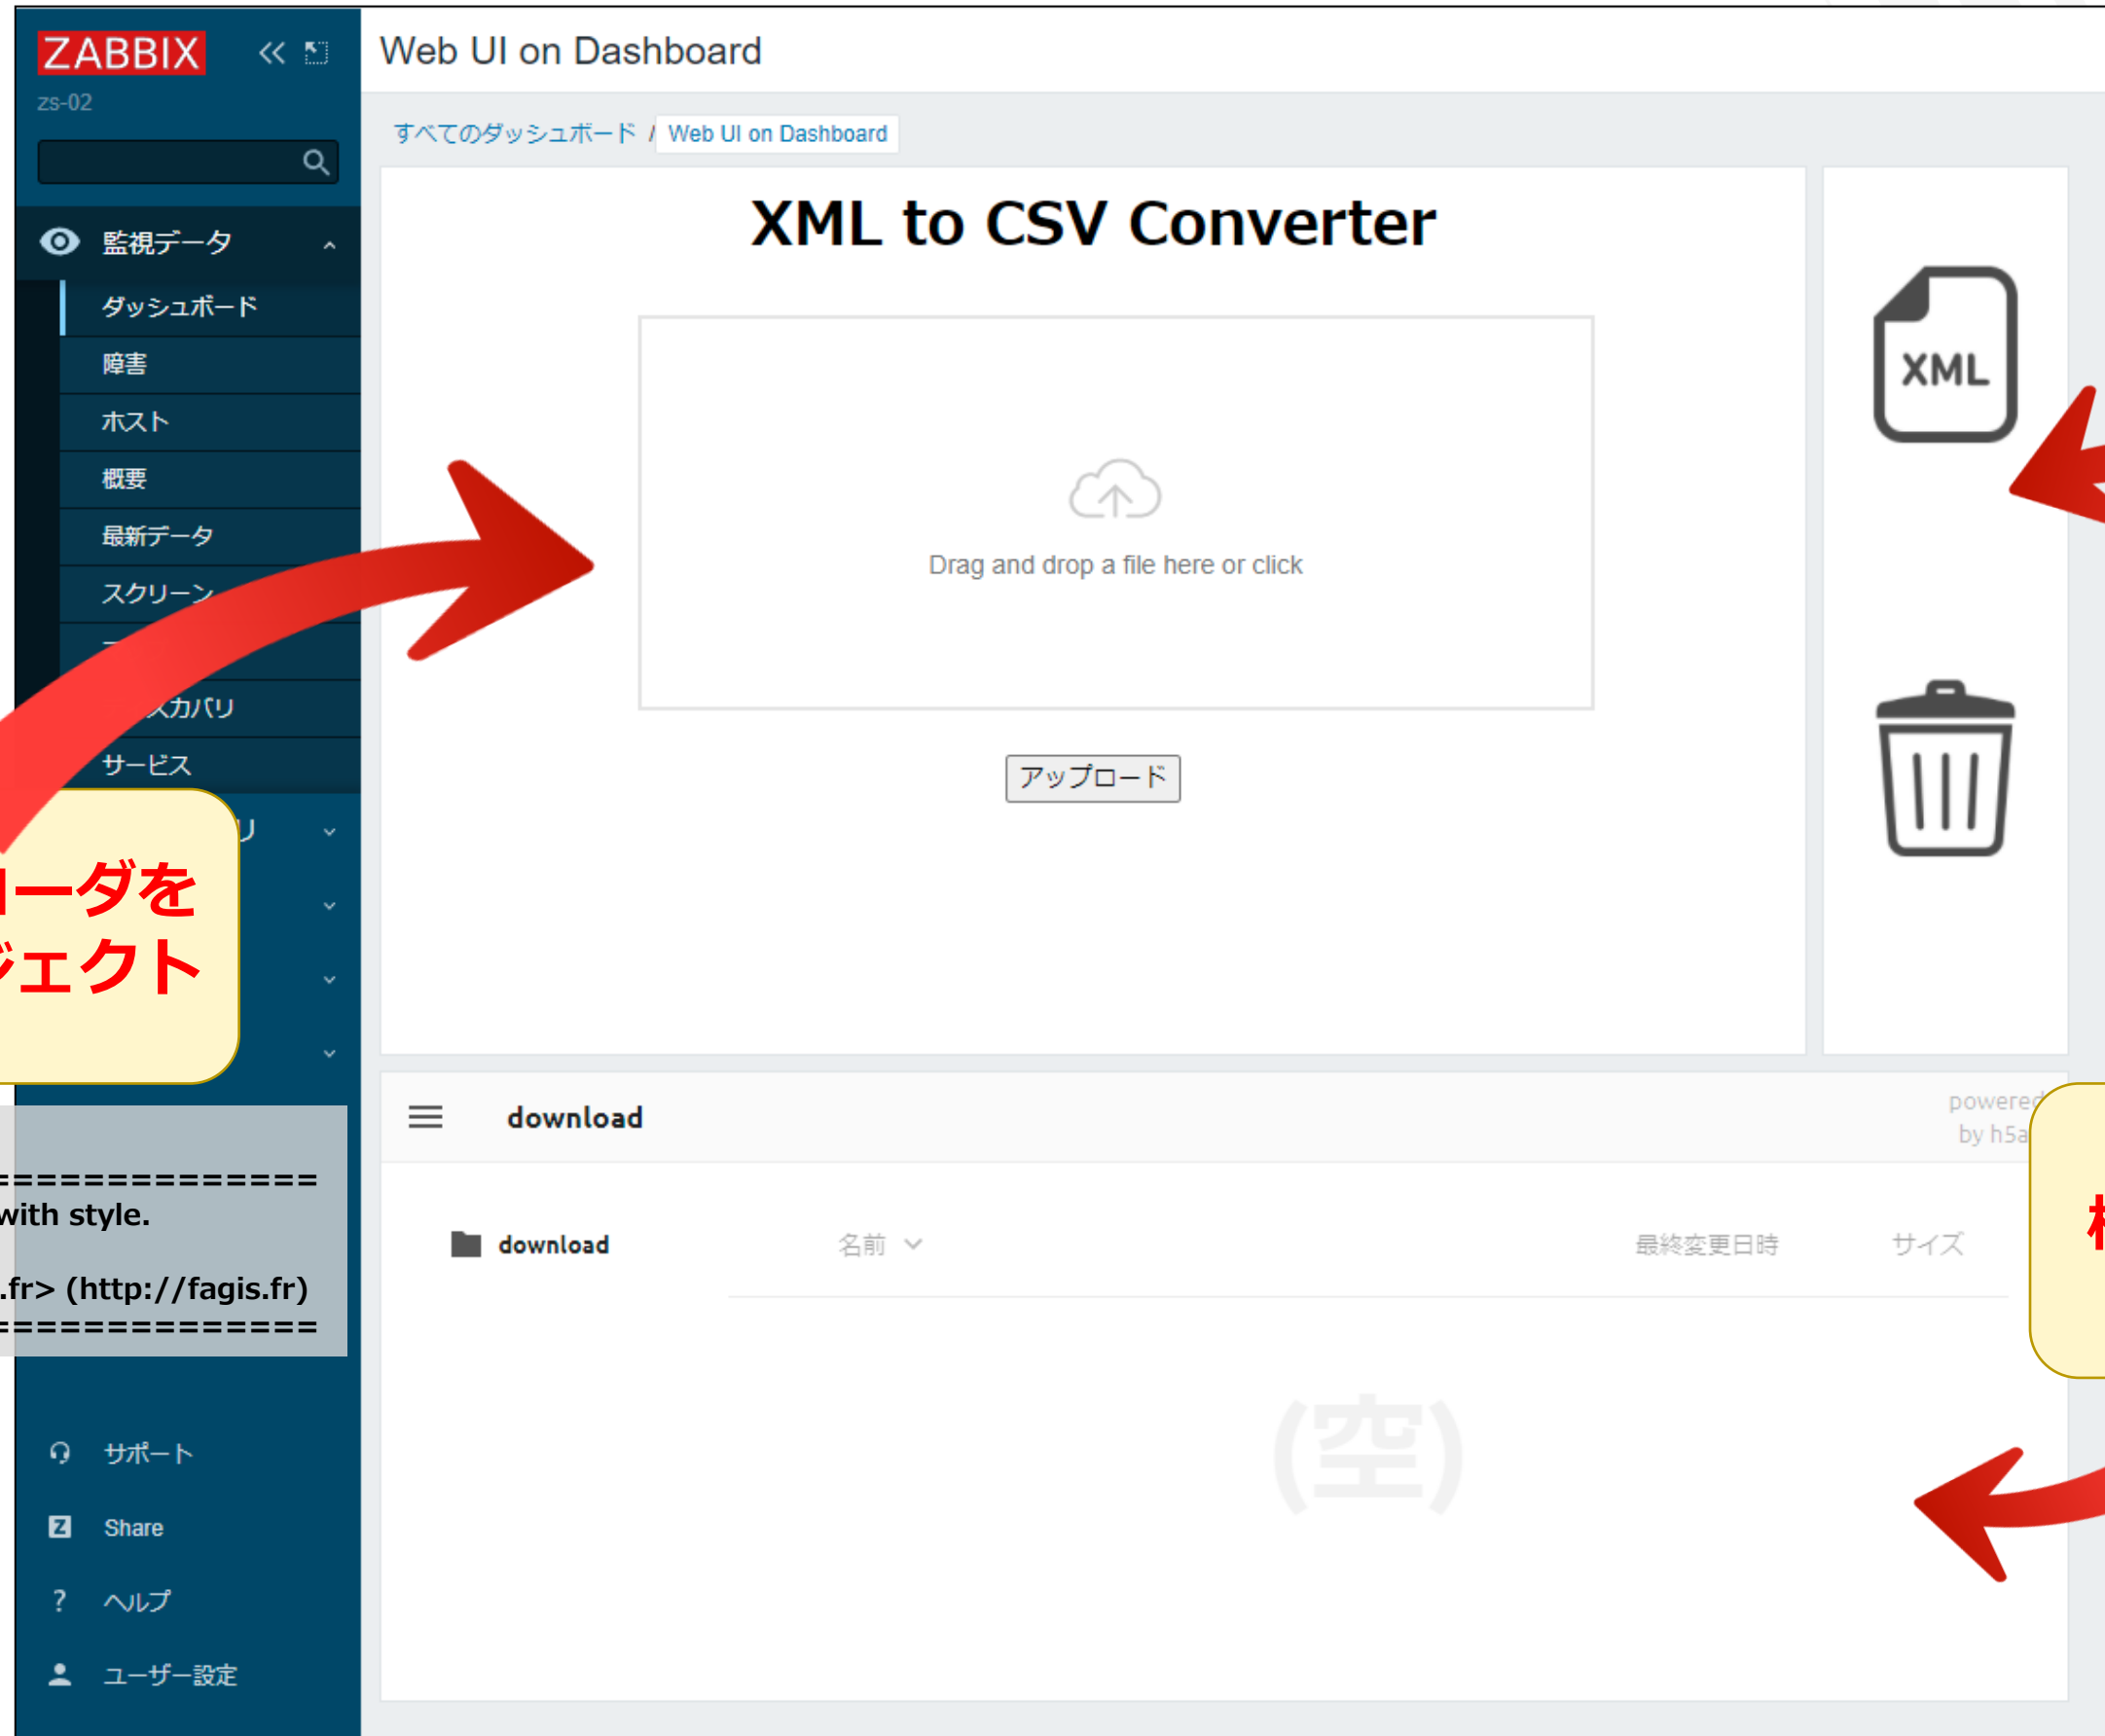 ZABBIX
zs-02
Web UI on Dashboard
すべてのダッシュボード / Web UI on Dashboard
監視データ
ダッシュボード
障害
ホスト
概要
最新データ
スクリーン
スカバリ
サービス
リ
XML to CSV Converter
Drag and drop a file here or click
アップロード
XML
ローダを
ジェクト
==============
with style.
.fr> (http://fagis.fr)
==============
download
powered
by h5a
download 名前 最終変更日時 サイズ
(空)
サポート
Z Share
? ヘルプ
ユーザー設定